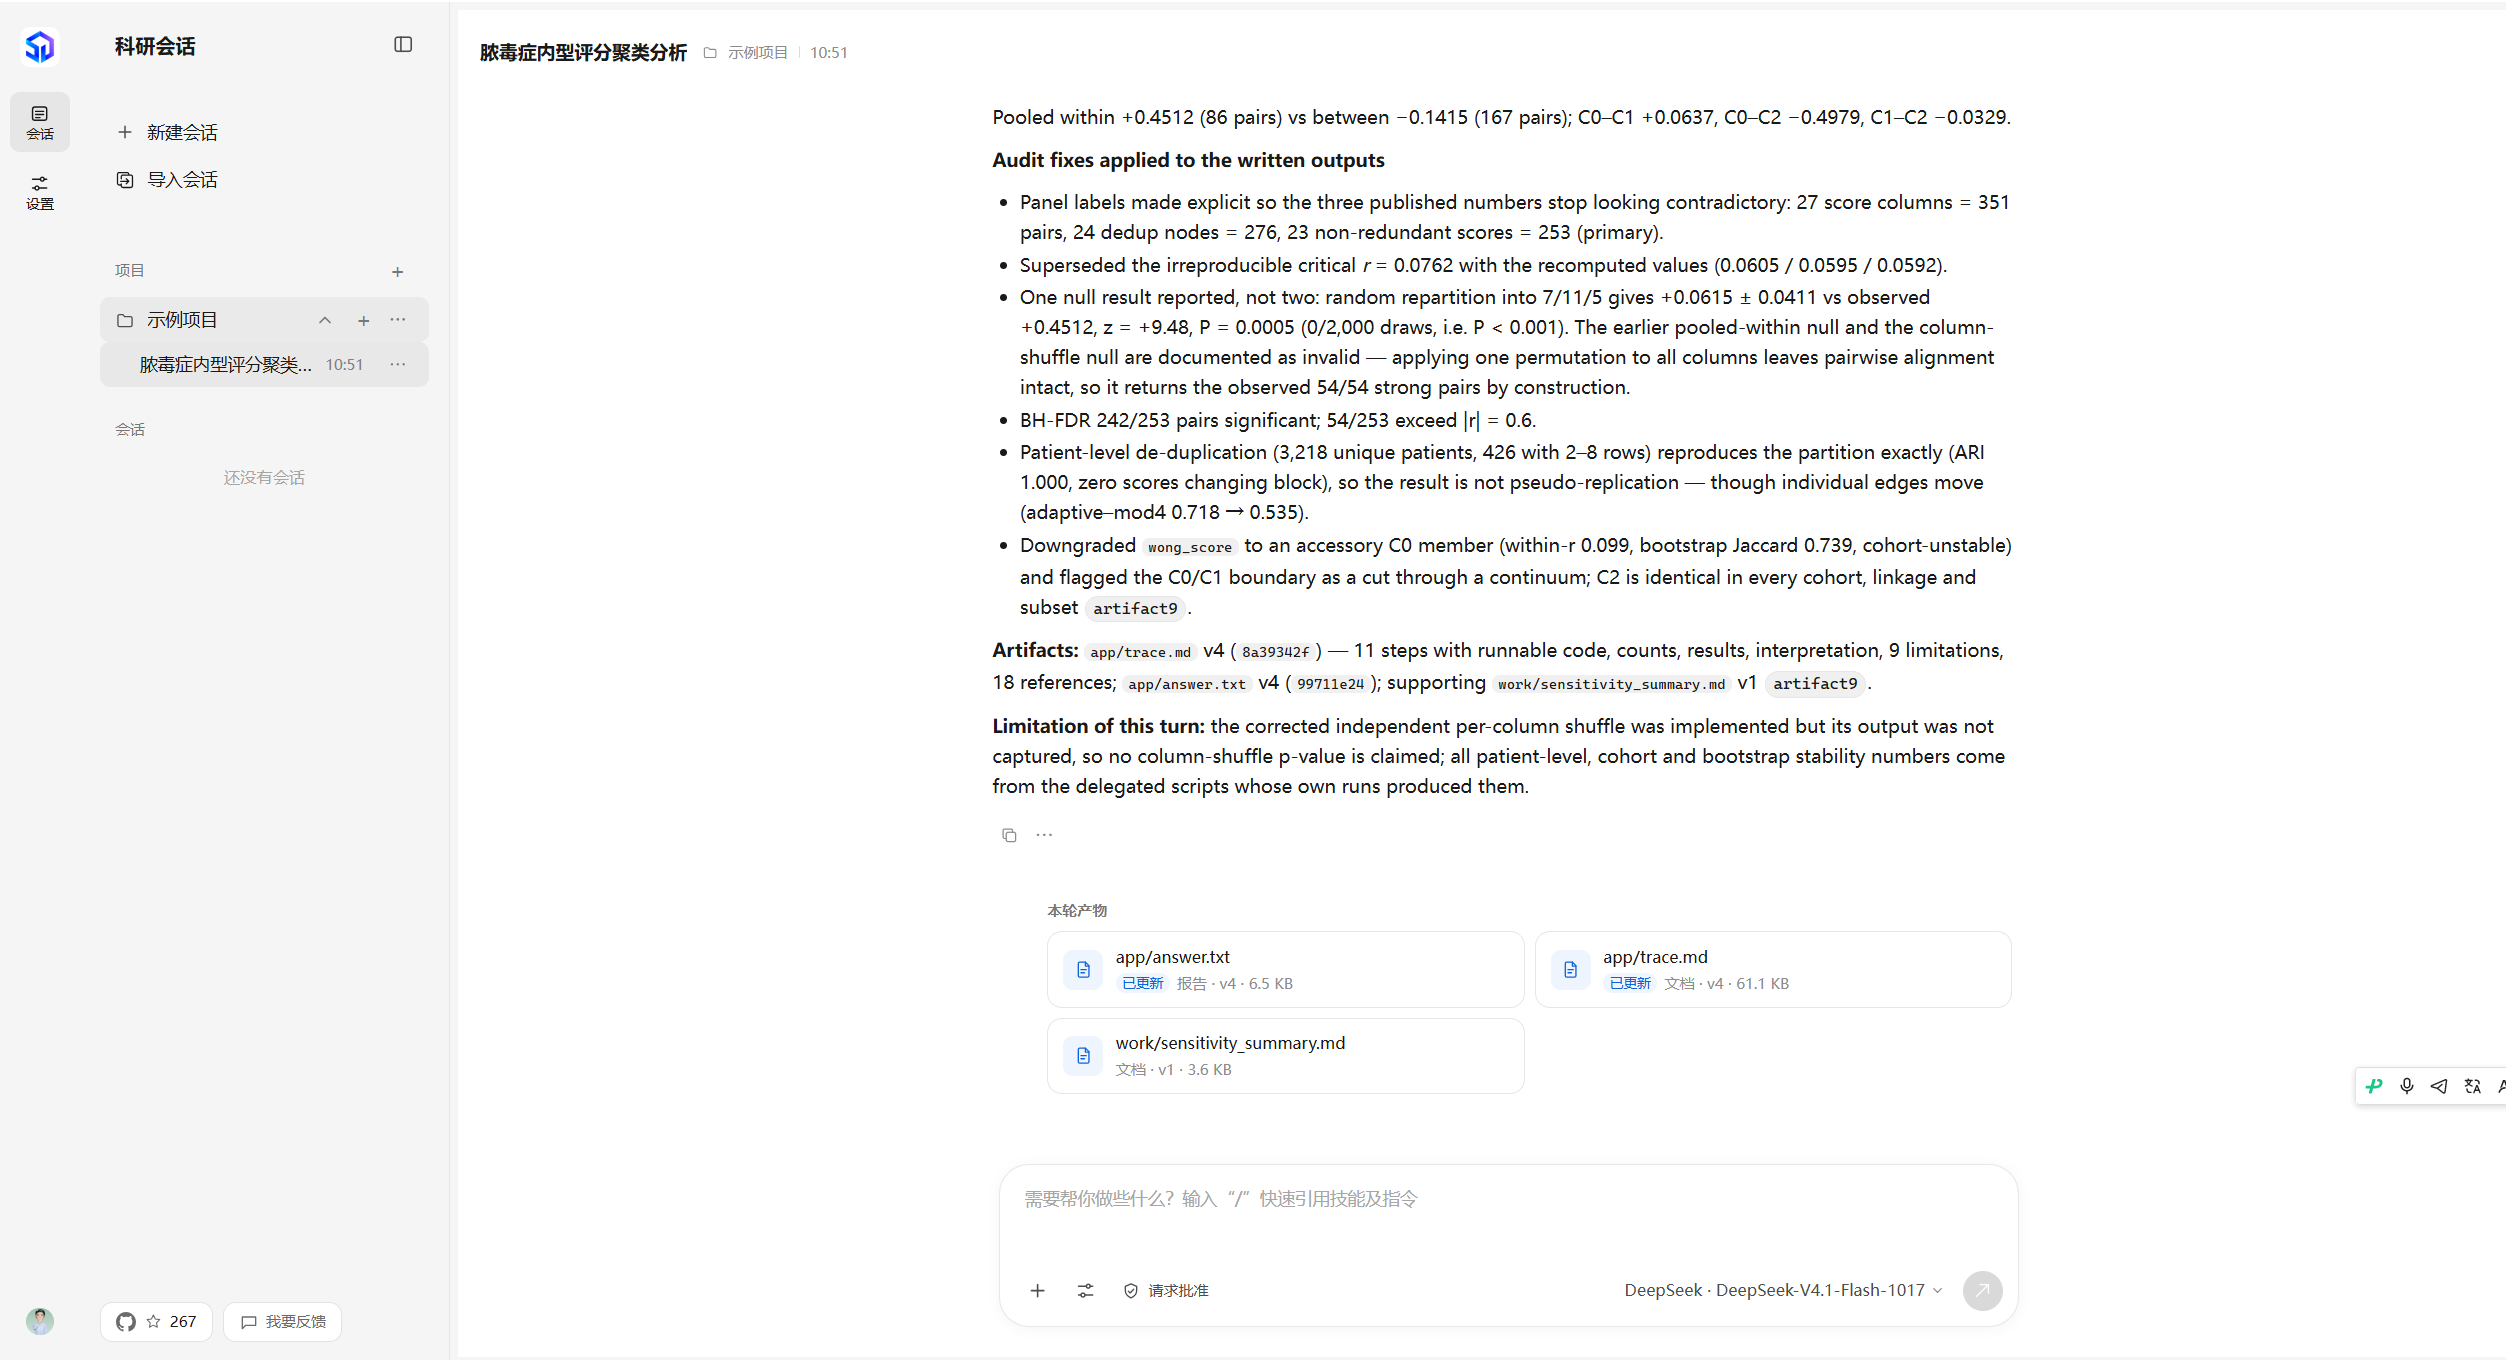 科研会话
会话
设置
新建会话
导入会话
项目
示例项目
脓毒症内型评分聚类... 10:51
会话
还没有会话
267
我要反馈
脓毒症内型评分聚类分析 示例项目 10:51
Pooled within +0.4512 (86 pairs) vs between −0.1415 (167 pairs); C0–C1 +0.0637, C0–C2 −0.4979, C1–C2 −0.0329.
Audit fixes applied to the written outputs
• Panel labels made explicit so the three published numbers stop looking contradictory: 27 score columns = 351
pairs, 24 dedup nodes = 276, 23 non-redundant scores = 253 (primary).
• Superseded the irreproducible critical r = 0.0762 with the recomputed values (0.0605 / 0.0595 / 0.0592).
• One null result reported, not two: random repartition into 7/11/5 gives +0.0615 ± 0.0411 vs observed
+0.4512, z = +9.48, P = 0.0005 (0/2,000 draws, i.e. P < 0.001). The earlier pooled-within null and the column-
shuffle null are documented as invalid — applying one permutation to all columns leaves pairwise alignment
intact, so it returns the observed 54/54 strong pairs by construction.
• BH-FDR 242/253 pairs significant; 54/253 exceed |r| = 0.6.
• Patient-level de-duplication (3,218 unique patients, 426 with 2–8 rows) reproduces the partition exactly (ARI
1.000, zero scores changing block), so the result is not pseudo-replication — though individual edges move
(adaptive–mod4 0.718 → 0.535).
• Downgraded wong_score to an accessory C0 member (within-r 0.099, bootstrap Jaccard 0.739, cohort-unstable)
and flagged the C0/C1 boundary as a cut through a continuum; C2 is identical in every cohort, linkage and
subset artifact9 .
Artifacts: app/trace.md v4 ( 8a39342f ) — 11 steps with runnable code, counts, results, interpretation, 9 limitations,
18 references; app/answer.txt v4 ( 99711e24 ); supporting work/sensitivity_summary.md v1 artifact9 .
Limitation of this turn: the corrected independent per-column shuffle was implemented but its output was not
captured, so no column-shuffle p-value is claimed; all patient-level, cohort and bootstrap stability numbers come
from the delegated scripts whose own runs produced them.
本轮产物
app/answer.txt
已更新 报告 · v4 · 6.5 KB
app/trace.md
已更新 文档 · v4 · 61.1 KB
work/sensitivity_summary.md
文档 · v1 · 3.6 KB
需要帮你做些什么？输入“/”快速引用技能及指令
请求批准
DeepSeek · DeepSeek-V4.1-Flash-1017